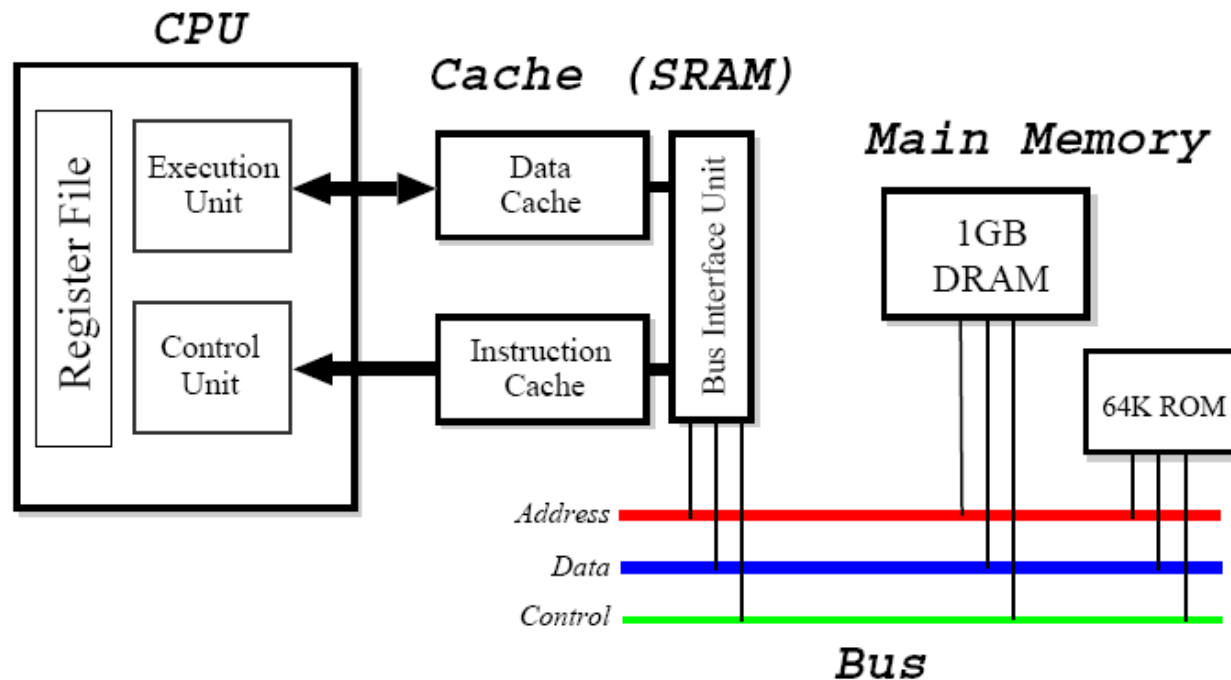 CPU
Cache (SRAM)
Main Memory
Register File
Execution
Unit
Control
Unit
Data
Cache
Instruction
Cache
Bus Interface Unit
1GB
DRAM
64K ROM
Address
Data
Control
Bus